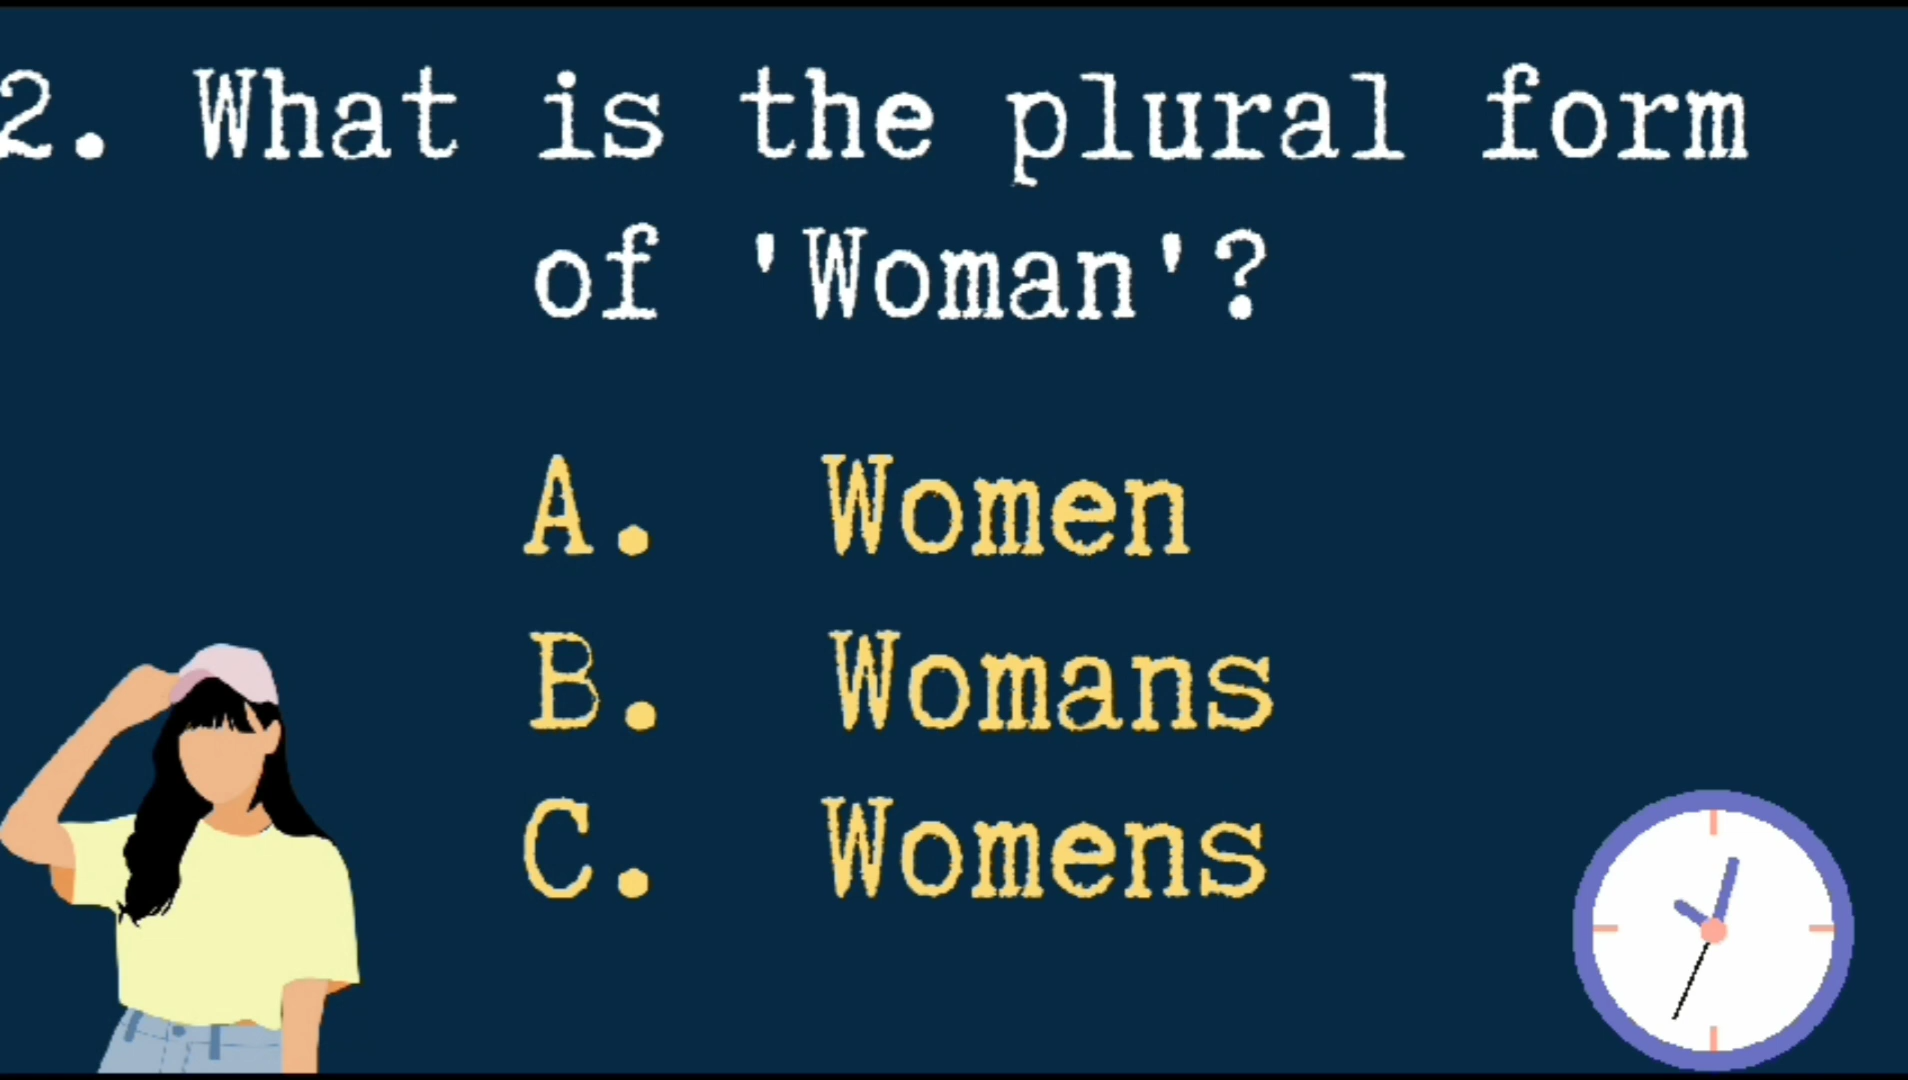 2. What is the plural form
of 'Woman'?
A. Women
B. Womans
C. Womens